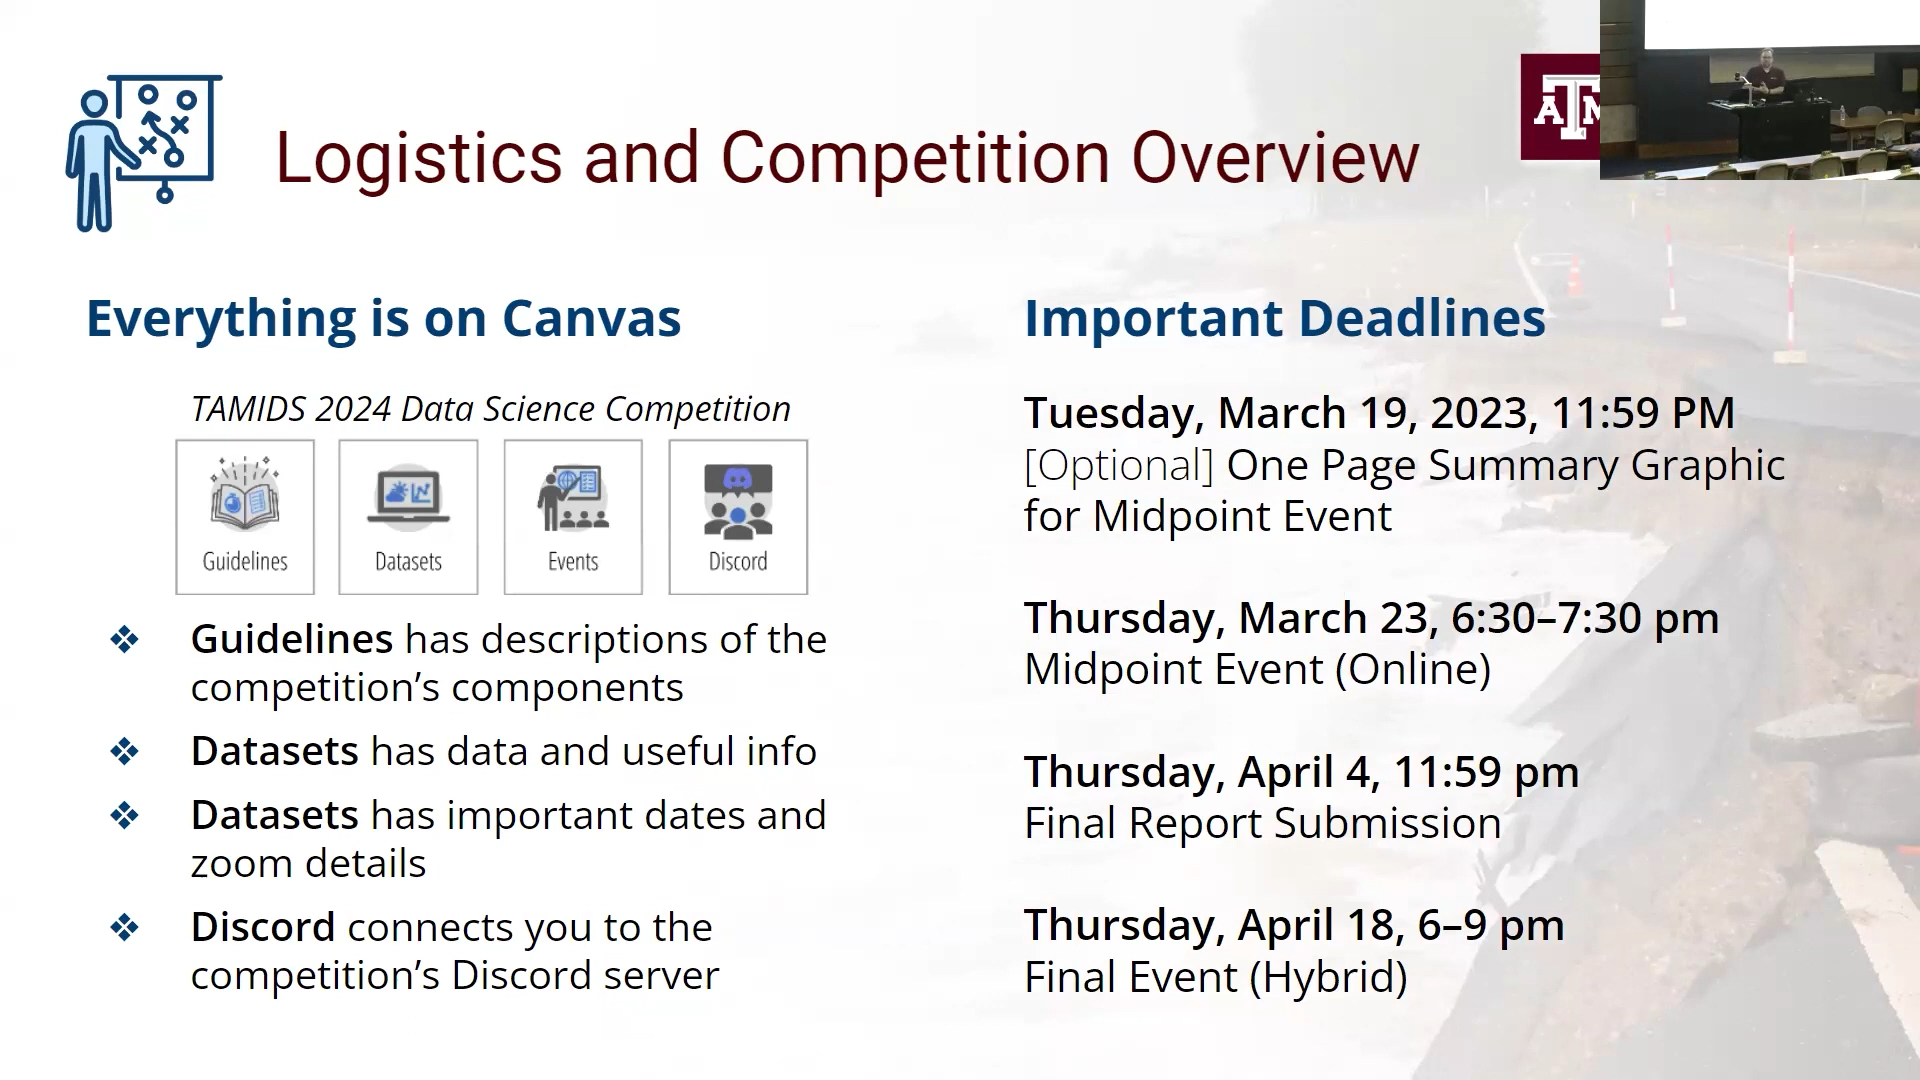 Logistics and Competition Overview
ATM
Everything is on Canvas
TAMIDS 2024 Data Science Competition
Guidelines
Datasets
Events
Discord
Guidelines has descriptions of the
competition’s components
Datasets has data and useful info
Datasets has important dates and
zoom details
Discord connects you to the
competition’s Discord server
Important Deadlines
Tuesday, March 19, 2023, 11:59 PM
[Optional] One Page Summary Graphic
for Midpoint Event
Thursday, March 23, 6:30–7:30 pm
Midpoint Event (Online)
Thursday, April 4, 11:59 pm
Final Report Submission
Thursday, April 18, 6–9 pm
Final Event (Hybrid)